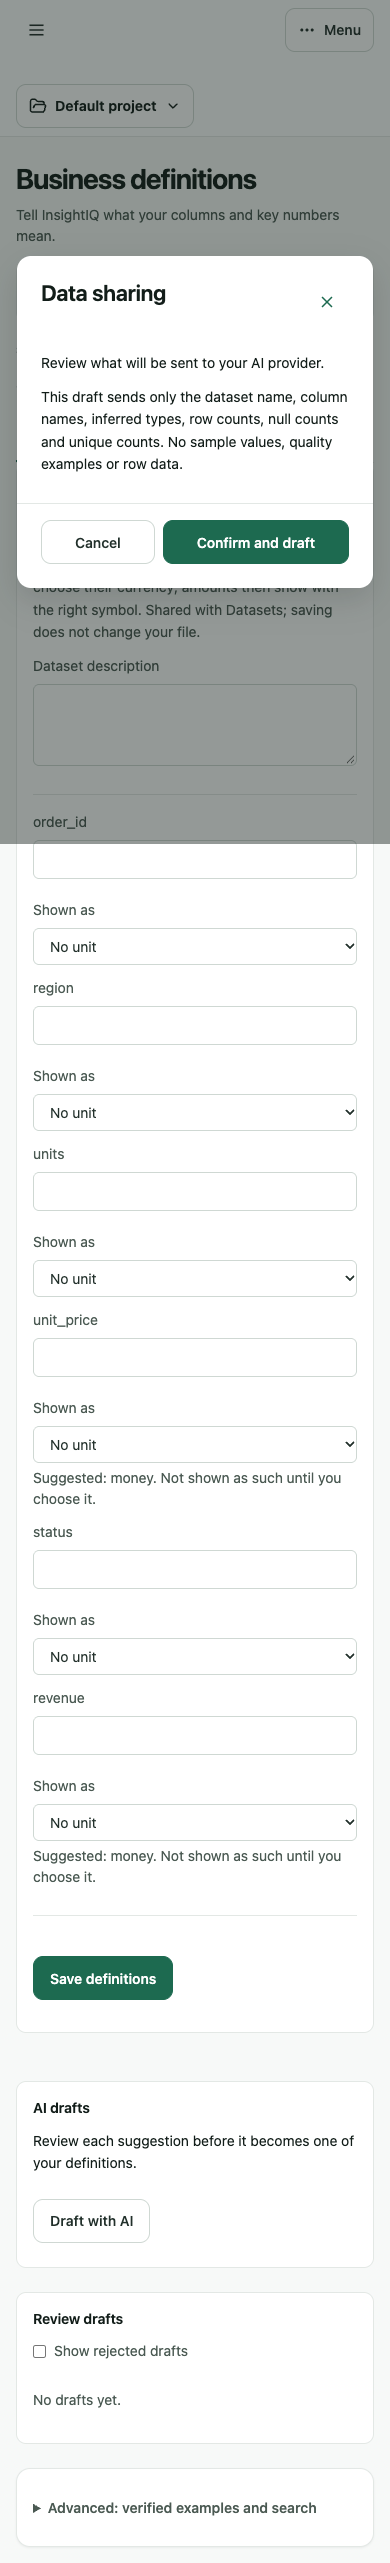 Menu
Default project
Business definitions
Tell InsightIQ what your columns and key numbers
mean.
Data sharing
Review what will be sent to your AI provider.
This draft sends only the dataset name, column
names, inferred types, row counts, null counts
and unique counts. No sample values, quality
examples or row data.
Cancel
Confirm and draft
choose their currency; amounts then show with
the right symbol. Shared with Datasets; saving
does not change your file.
Dataset description
order_id
Shown as
No unit
region
Shown as
No unit
units
Shown as
No unit
unit_price
Shown as
No unit
Suggested: money. Not shown as such until you
choose it.
status
Shown as
No unit
revenue
Shown as
No unit
Suggested: money. Not shown as such until you
choose it.
Save definitions
AI drafts
Review each suggestion before it becomes one of
your definitions.
Draft with AI
Review drafts
Show rejected drafts
No drafts yet.
Advanced: verified examples and search